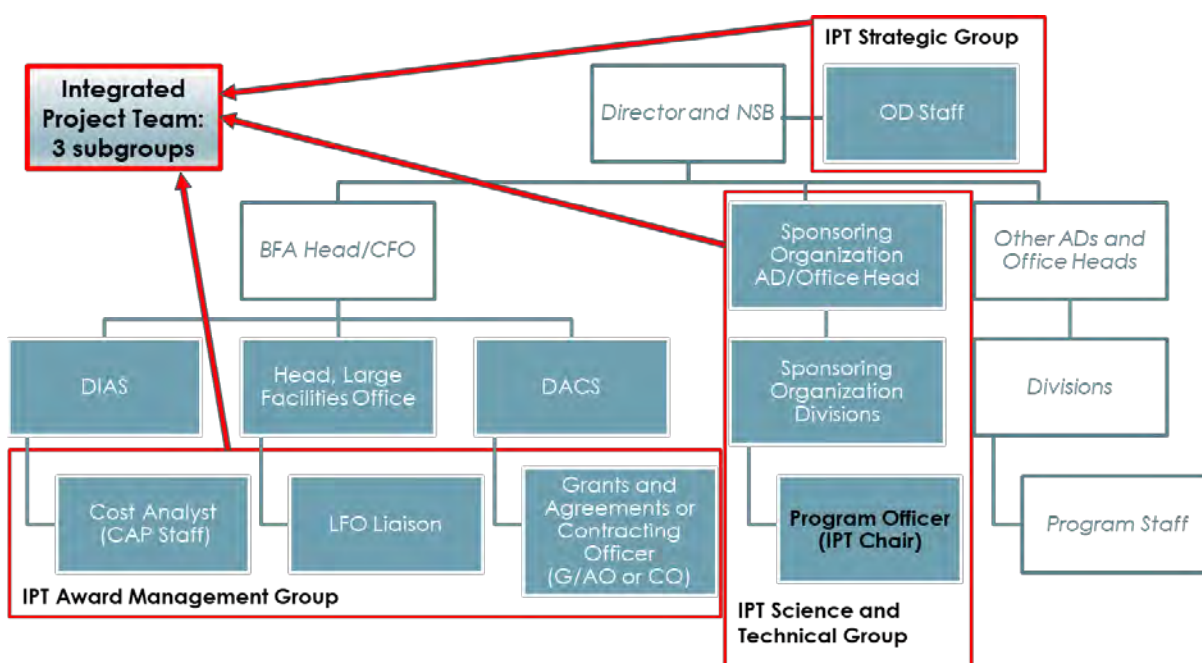 IPT Strategic Group
Integrated
Project Team:
3 subgroups
Director and NSB
OD Staff
BFA Head/CFO
Sponsoring
Organization
AD/Office Head
Other ADs and
Office Heads
DIAS
Head, Large
Facilities Office
DACS
Sponsoring
Organization
Divisions
Divisions
Cost Analyst
(CAP Staff)
LFO Liaison
Grants and
Agreements or
Contracting
Officer
(G/AO or CO)
Program Officer
(IPT Chair)
Program Staff
IPT Award Management Group
IPT Science and
Technical Group